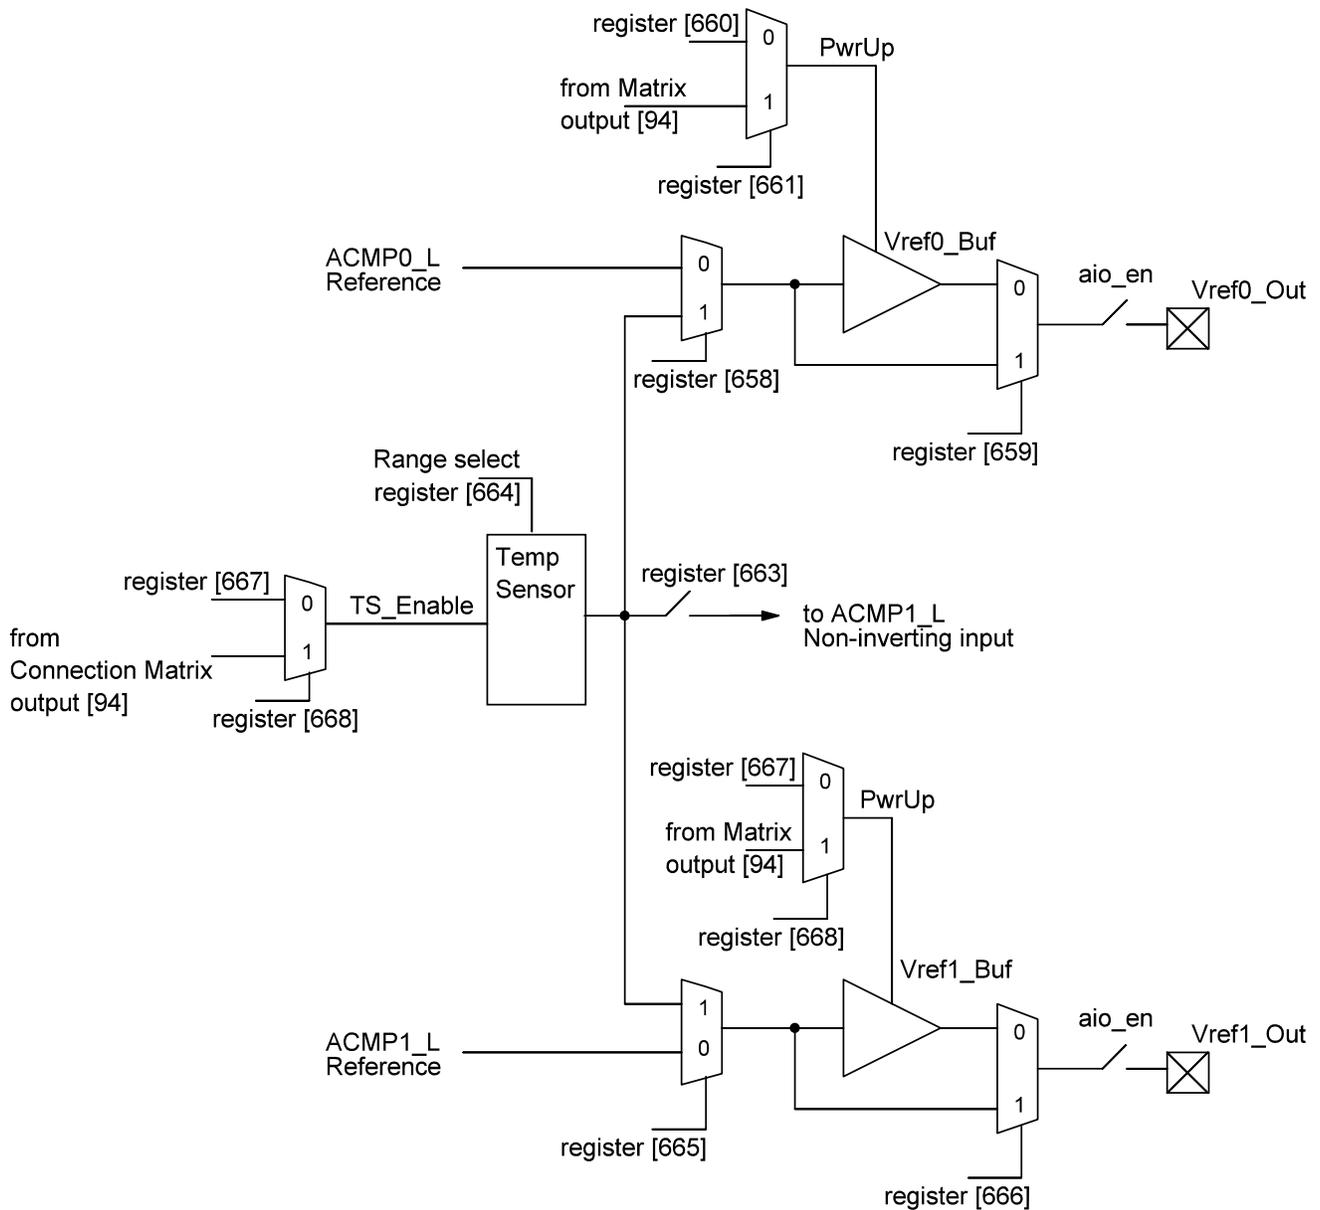 register [660]
0
PwrUp
from Matrix
1
output [94]
register [661]
ACMP0_L
Reference
0
1
register [658]
Vref0_Buf
0
1
aio_en
Vref0_Out
register [659]
Range select
register [664]
Temp
Sensor
register [663]
to ACMP1_L
Non-inverting input
register [667]
0
TS_Enable
from
Connection Matrix
output [94]
1
register [668]
register [667]
0
PwrUp
from Matrix
1
output [94]
register [668]
Vref1_Buf
1
0
ACMP1_L
Reference
register [665]
0
1
aio_en
Vref1_Out
register [666]